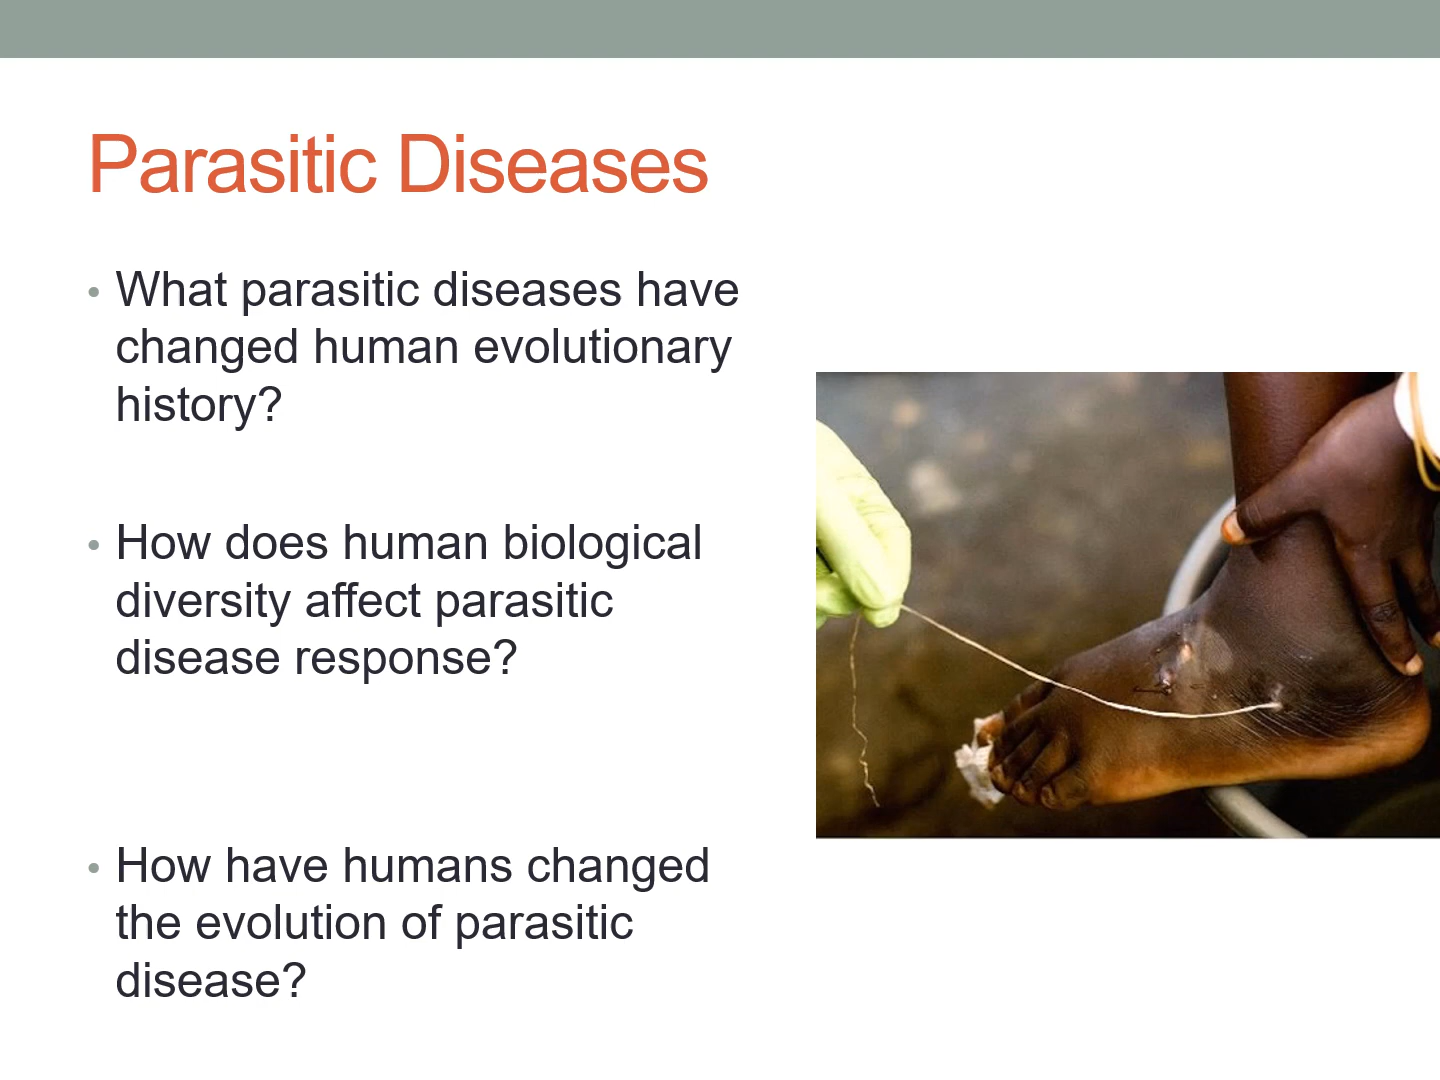 Parasitic Diseases
• What parasitic diseases have
changed human evolutionary
history?
• How does human biological
diversity affect parasitic
disease response?
• How have humans changed
the evolution of parasitic
disease?